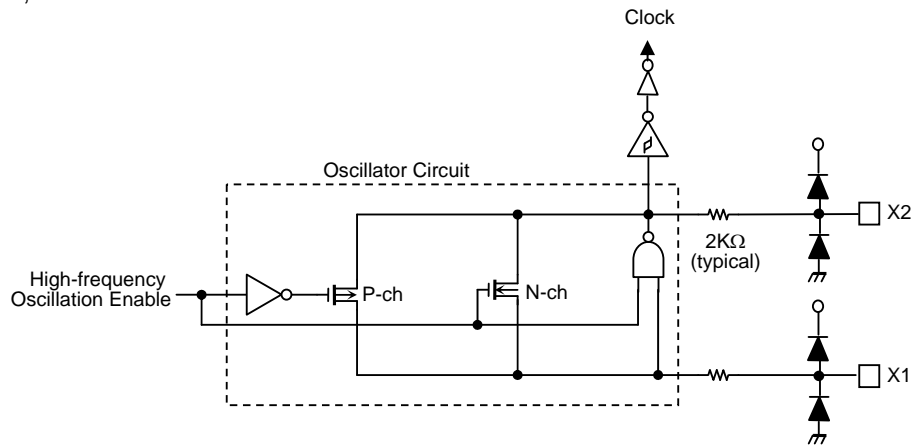 Clock
Oscillator Circuit
X2
2KΩ
(typical)
High-frequency
Oscillation Enable
P-ch
N-ch
X1